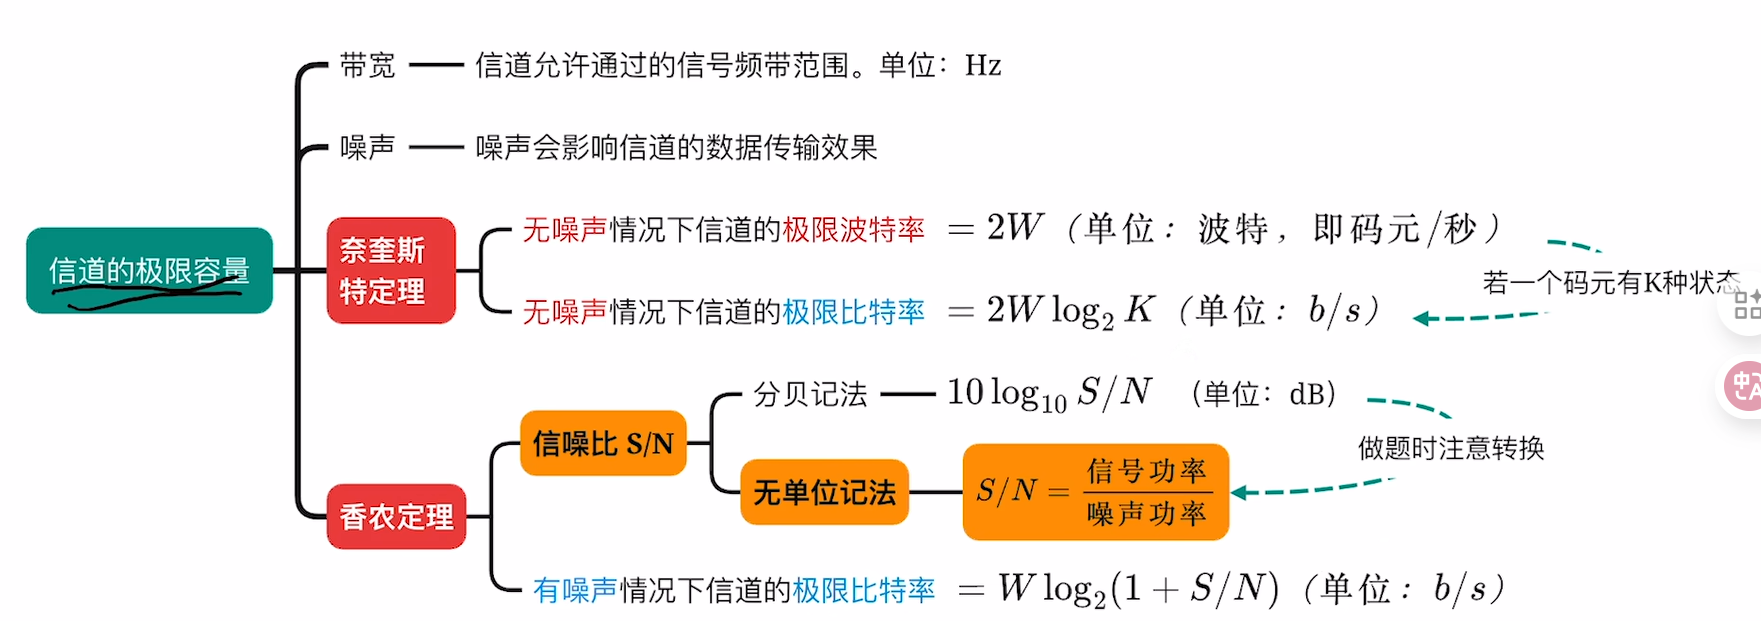 带宽 信道允许通过的信号频带范围。单位：Hz
噪声 噪声会影响信道的数据传输效果
信道的极限容量
奈奎斯
特定理
无噪声情况下信道的极限波特率 = 2W（单位：波特，即码元/秒）
若一个码元有K种状态
无噪声情况下信道的极限比特率 = 2W log₂ K（单位：b/s）
香农定理
信噪比 S/N
分贝记法 10 log₁₀ S/N （单位：dB）
做题时注意转换
无单位记法 S/N = 信号功率
噪声功率
有噪声情况下信道的极限比特率 = W log₂(1 + S/N)（单位：b/s）
中
A